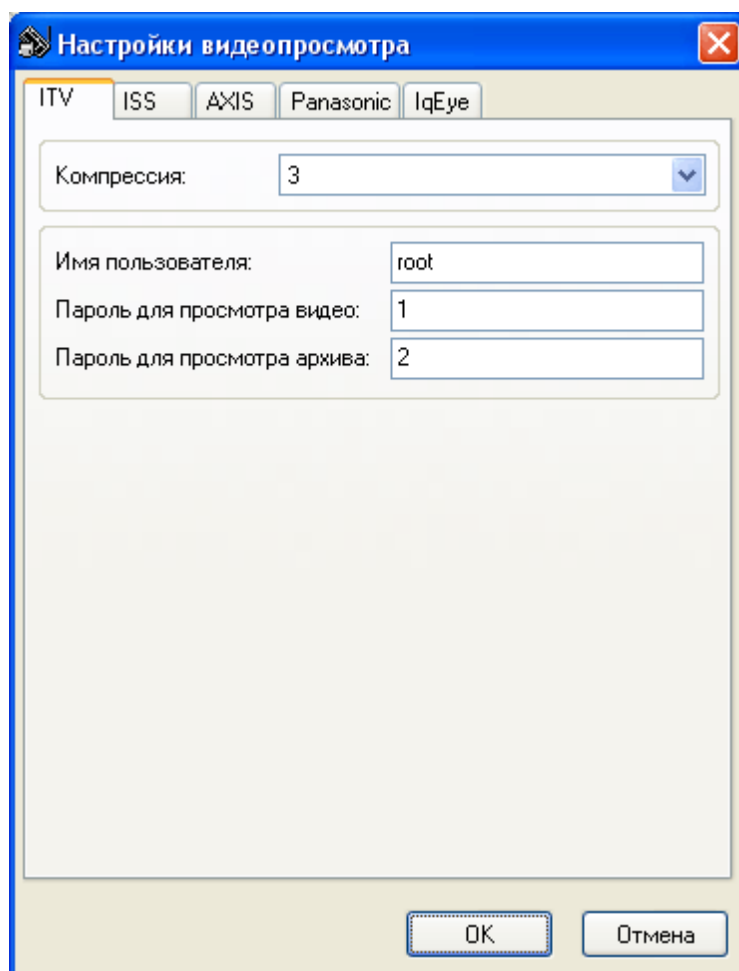 Настройки видеопросмотра
ITV ISS AXIS Panasonic IqEye
Компрессия: 3
Имя пользователя: root
Пароль для просмотра видео: 1
Пароль для просмотра архива: 2
OK Отмена